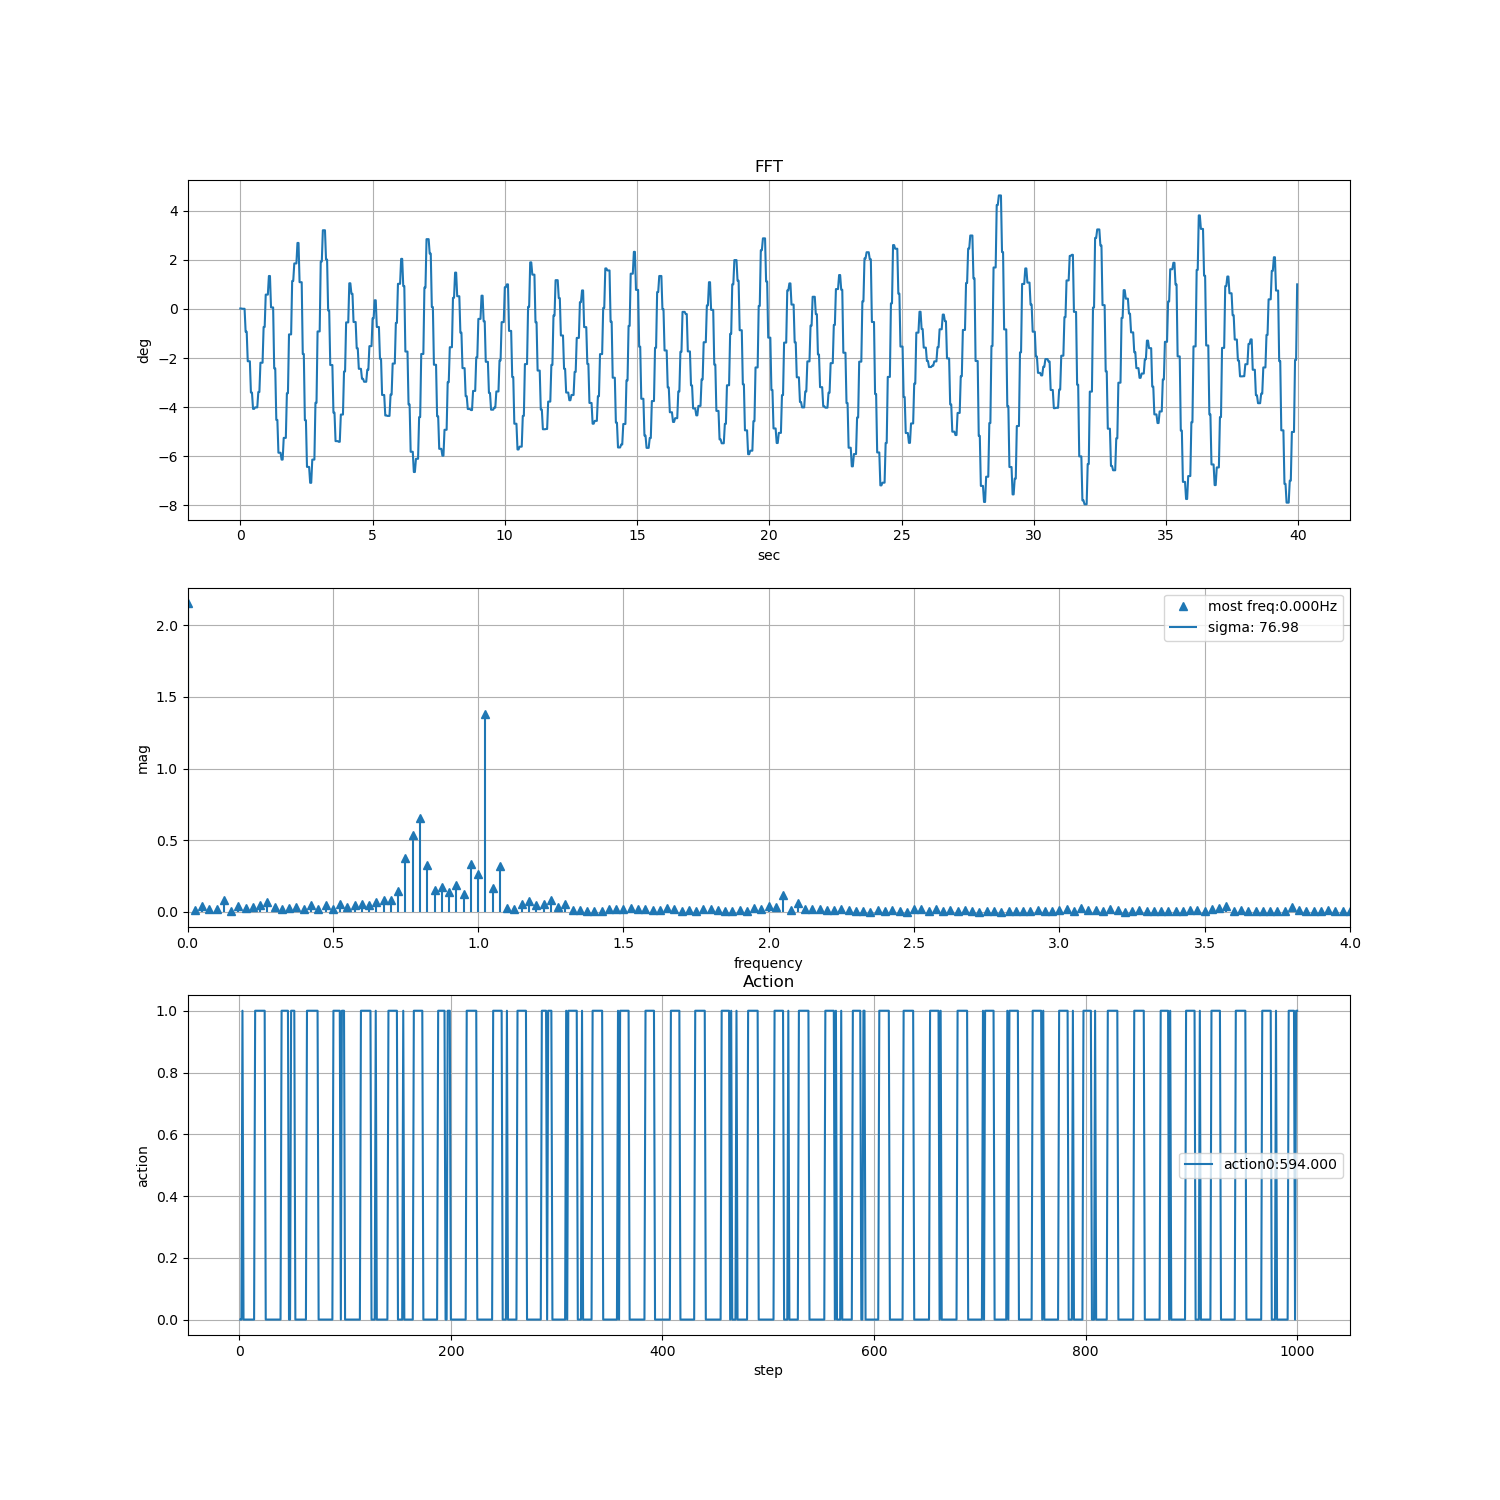 FFT
4
2
0
−2
−4
−6
−8
deg
0 5 10 15 20 25 30 35 40
sec
most freq:0.000Hz
sigma: 76.98
2.0
1.5
1.0
0.5
0.0
mag
0.0 0.5 1.0 1.5 2.0 2.5 3.0 3.5 4.0
frequency
Action
1.0
0.8
0.6
0.4
0.2
0.0
action
action0:594.000
0 200 400 600 800 1000
step